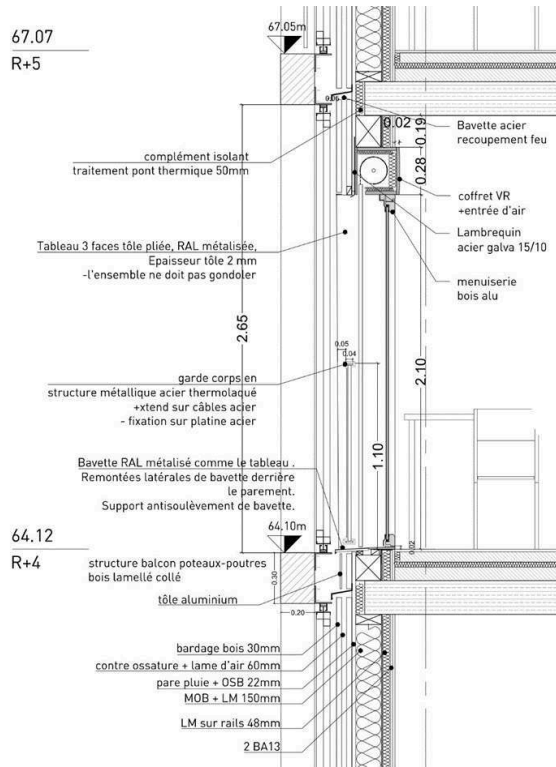 67.07
R+5
67.05m
0.06
0.02
0.19
Bavette acier
recoupement feu
complément isolant
traitement pont thermique 50mm
0.28
coffret VR
+entrée d'air
Lambrequin
acier galva 15/10
Tableau 3 faces tôle pliée, RAL métalisée,
Epaisseur tôle 2 mm
-l'ensemble ne doit pas gondoler
menuiserie
bois alu
2.65
0.05
0.04
2.10
garde corps en
structure métallique acier thermolaqué
+xtend sur câbles acier
- fixation sur platine acier
1.10
Bavette RAL métalisé comme le tableau .
Remontées latérales de bavette derrière
le parement.
Support antisoulèvement de bavette.
64.12
R+4
64.10m
0.02
structure balcon poteaux-poutres
bois lamellé collé
0.30
tôle aluminium
0.20
bardage bois 30mm
contre ossature + lame d'air 60mm
pare pluie + OSB 22mm
MOB + LM 150mm
LM sur rails 48mm
2 BA13